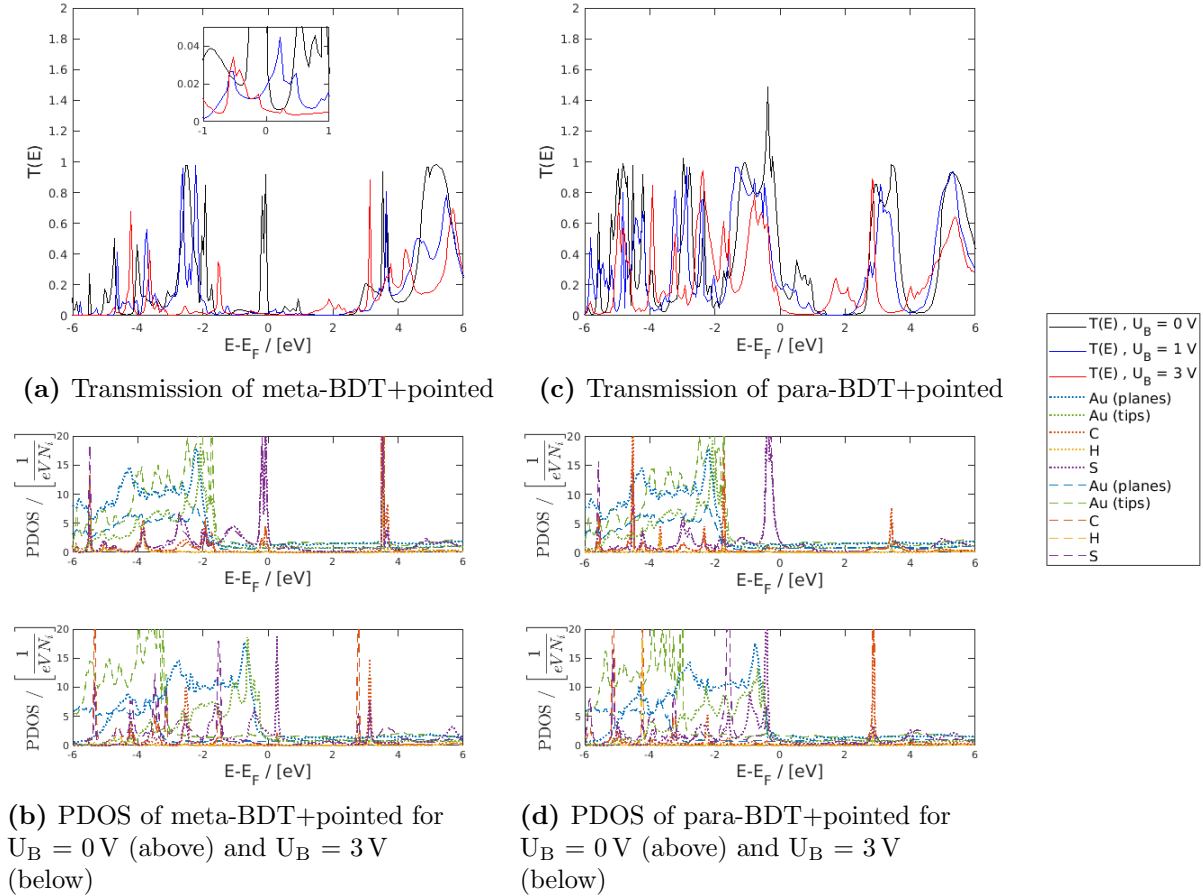 2
1.8
1.6
1.4
1.2
1
0.8
0.6
0.4
0.2
0
T(E)
0.04
0.02
0
-1 0 1
-6 -4 -2 0 2 4 6
E-E_F / [eV]
(a) Transmission of meta-BDT+pointed
2
1.8
1.6
1.4
1.2
1
0.8
0.6
0.4
0.2
0
T(E)
-6 -4 -2 0 2 4 6
E-E_F / [eV]
(c) Transmission of para-BDT+pointed
T(E) , U_B = 0 V
T(E) , U_B = 1 V
T(E) , U_B = 3 V
Au (planes)
Au (tips)
C
H
S
Au (planes)
Au (tips)
C
H
S
PDOS / [1/eVN_i]
20
15
10
5
0
-6 -4 -2 0 2 4 6
E-E_F / [eV]
PDOS / [1/eVN_i]
20
15
10
5
0
-6 -4 -2 0 2 4 6
E-E_F / [eV]
(b) PDOS of meta-BDT+pointed for
U_B = 0 V (above) and U_B = 3 V
(below)
PDOS / [1/eVN_i]
20
15
10
5
0
-6 -4 -2 0 2 4 6
E-E_F / [eV]
PDOS / [1/eVN_i]
20
15
10
5
0
-6 -4 -2 0 2 4 6
E-E_F / [eV]
(d) PDOS of para-BDT+pointed for
U_B = 0 V (above) and U_B = 3 V
(below)